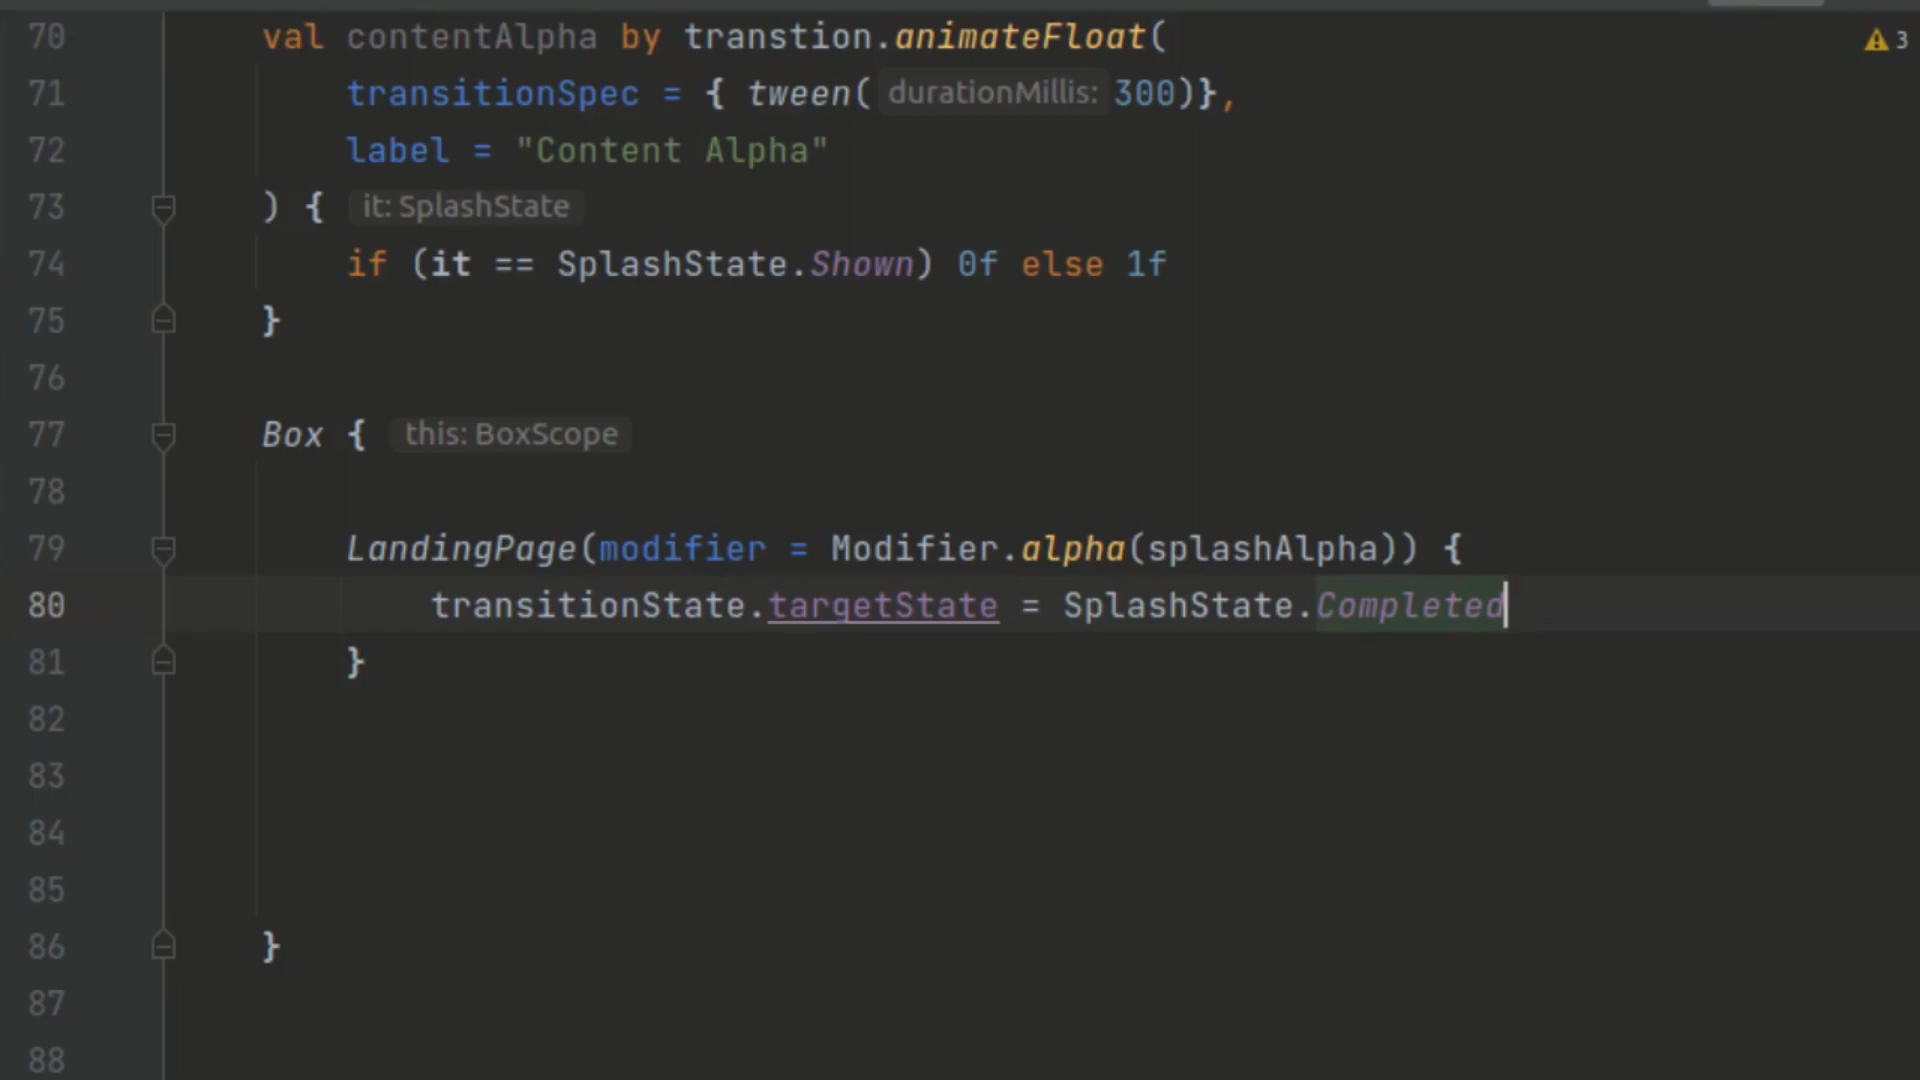 70 val contentAlpha by transtion.animateFloat(
3
71 transitionSpec = { tween( durationMillis: 300)},
72 label = "Content Alpha"
73 ) { it: SplashState
74 if (it == SplashState.Shown) 0f else 1f
75 }
76
77 Box { this: BoxScope
78
79 LandingPage(modifier = Modifier.alpha(splashAlpha)) {
80 transitionState.targetState = SplashState.Completed
81 }
82
83
84
85
86 }
87
88